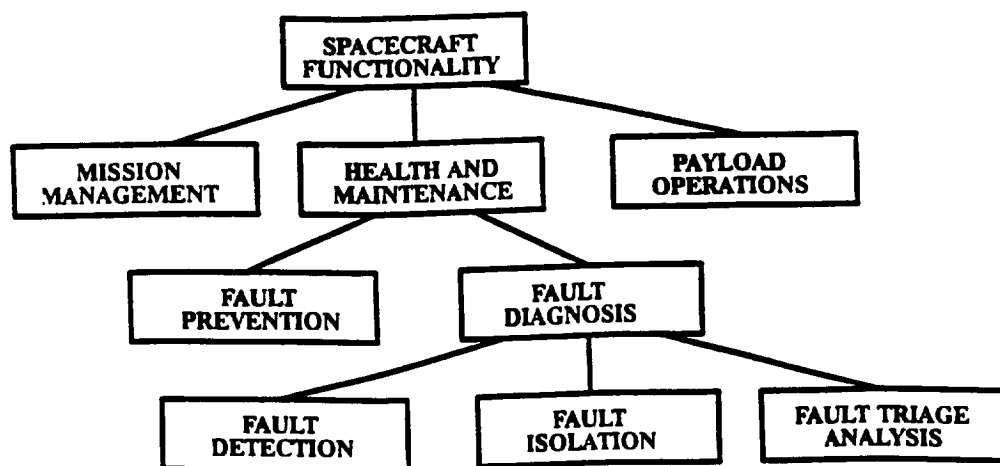 SPACECRAFT
FUNCTIONALITY
MISSION
MANAGEMENT
HEALTH AND
MAINTENANCE
PAYLOAD
OPERATIONS
FAULT
PREVENTION
FAULT
DIAGNOSIS
FAULT
DETECTION
FAULT
ISOLATION
FAULT TRIAGE
ANALYSIS